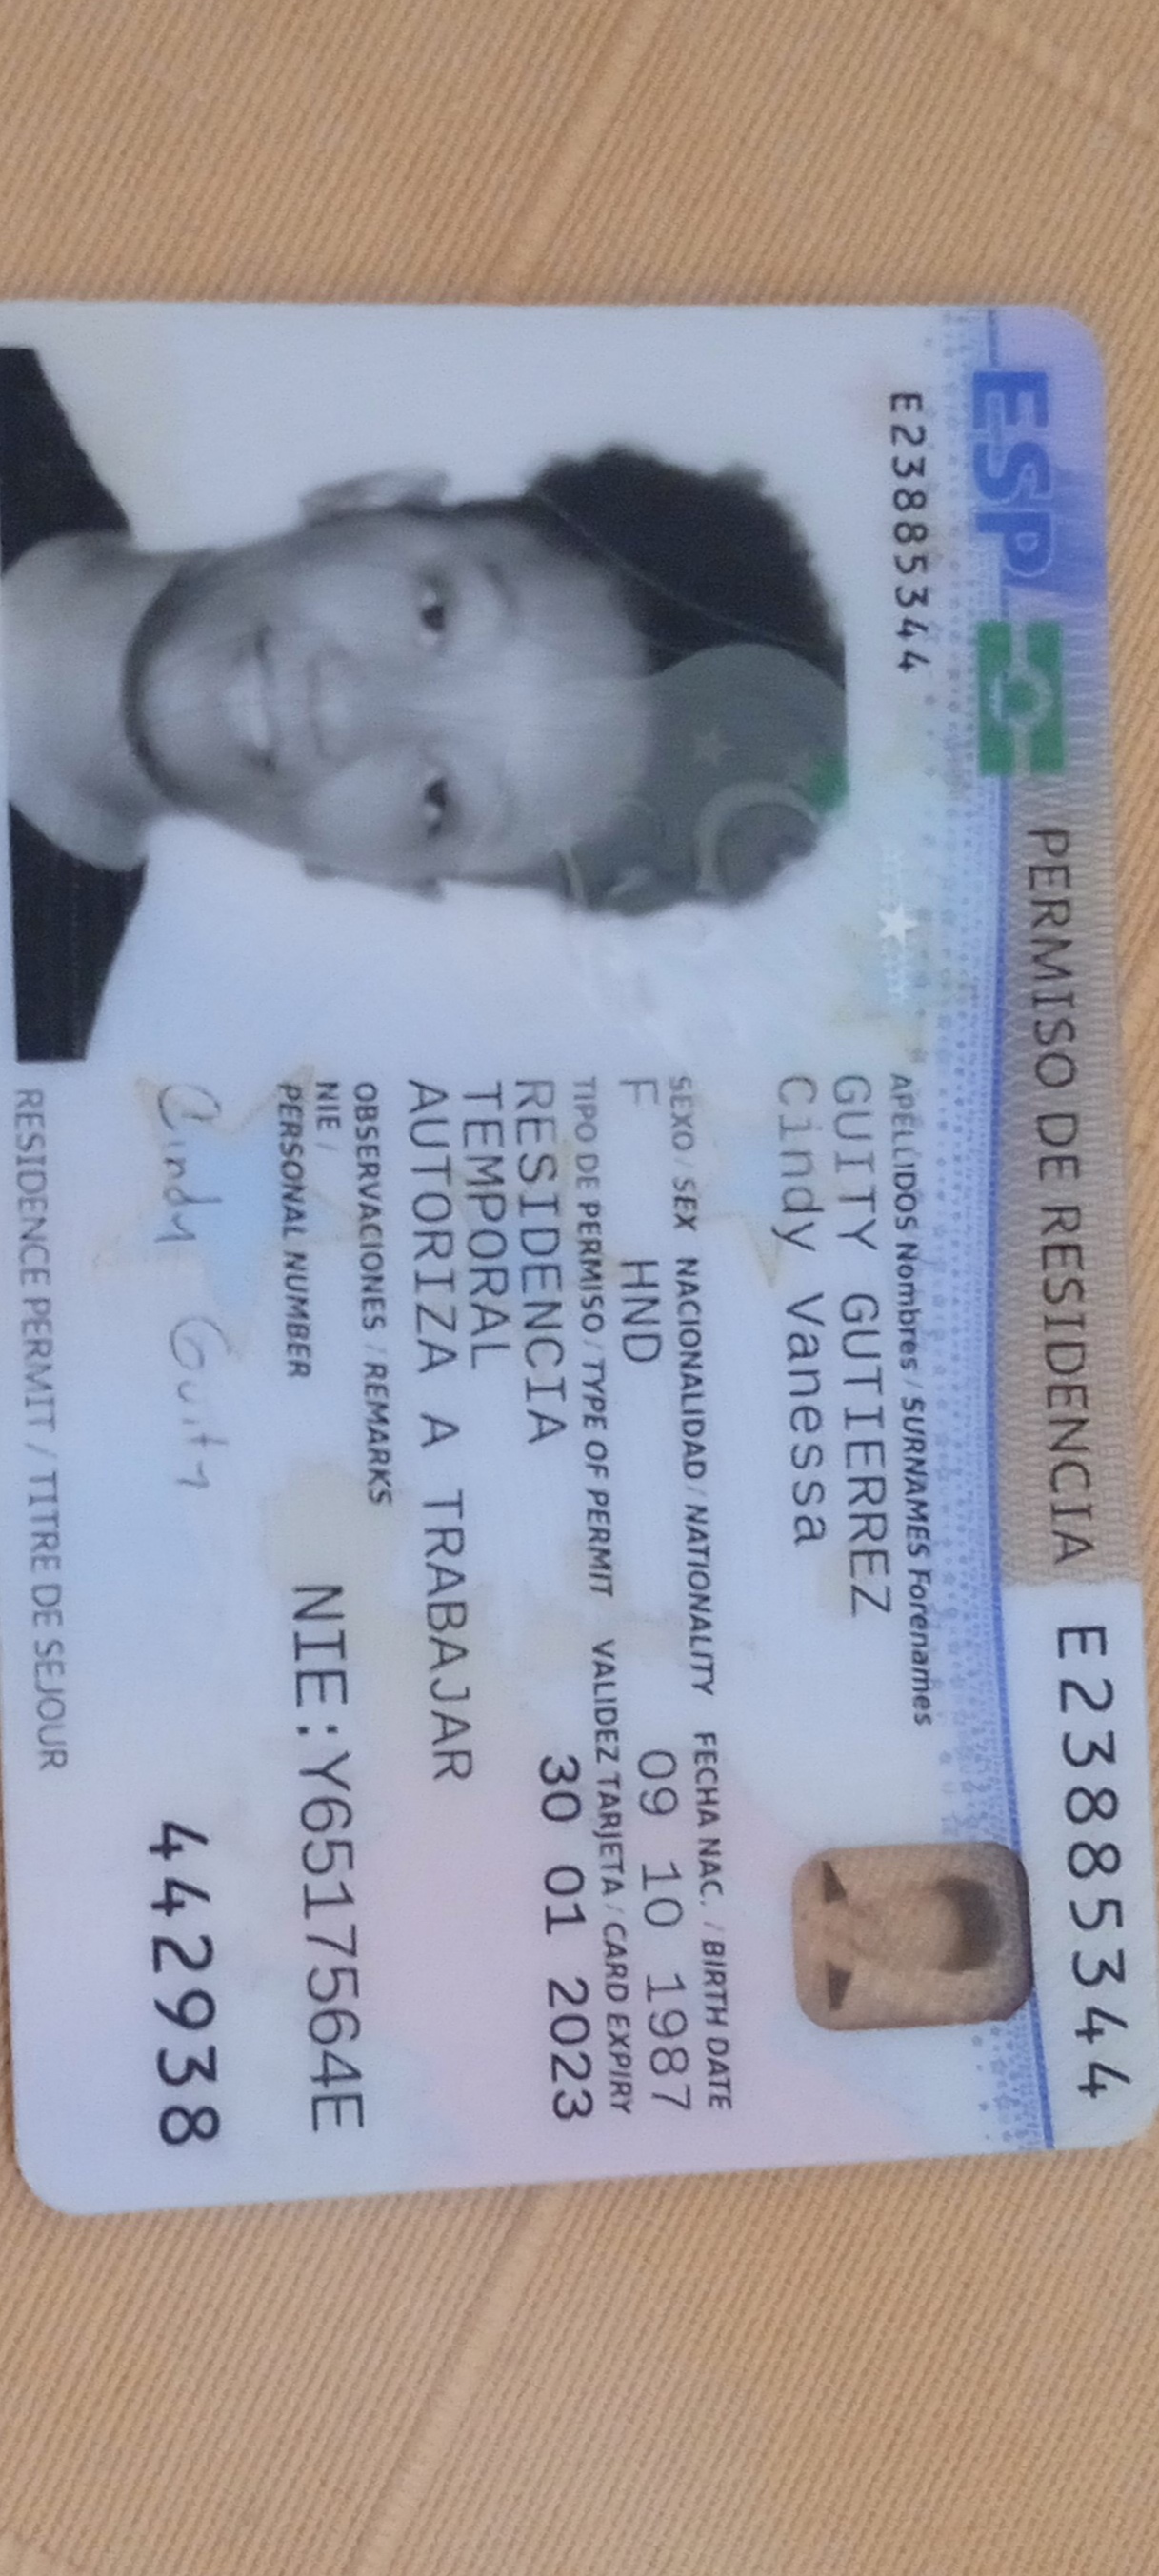 ESP PERMISO DE RESIDENCIA E23885344
E23885344
APELLIDOS Nombres / SURNAMES Forenames
GUITY GUTIERREZ
Cindy Vanessa
SEXO / SEX NACIONALIDAD / NATIONALITY FECHA NAC. / BIRTH DATE
F HND 09 10 1987
TIPO DE PERMISO / TYPE OF PERMIT VALIDEZ TARJETA / CARD EXPIRY
RESIDENCIA 30 01 2023
TEMPORAL
AUTORIZA A TRABAJAR
OBSERVACIONES / REMARKS
NIE /
PERSONAL NUMBER NIE:Y6517564E
Cindy Guity
442938
RESIDENCE PERMIT / TITRE DE SEJOUR